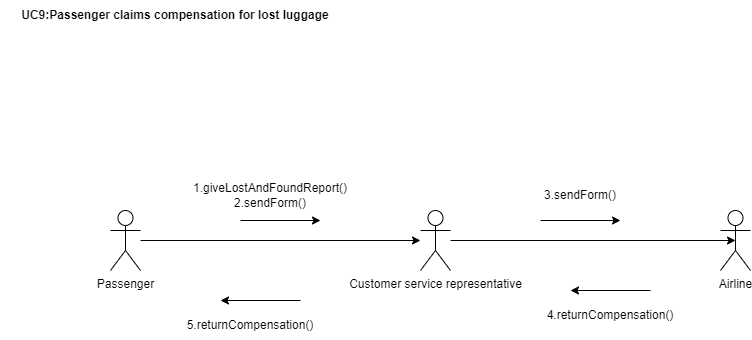 UC9:Passenger claims compensation for lost luggage
1.giveLostAndFoundReport()
2.sendForm()
3.sendForm()
Passenger
Customer service representative
Airline
5.returnCompensation()
4.returnCompensation()